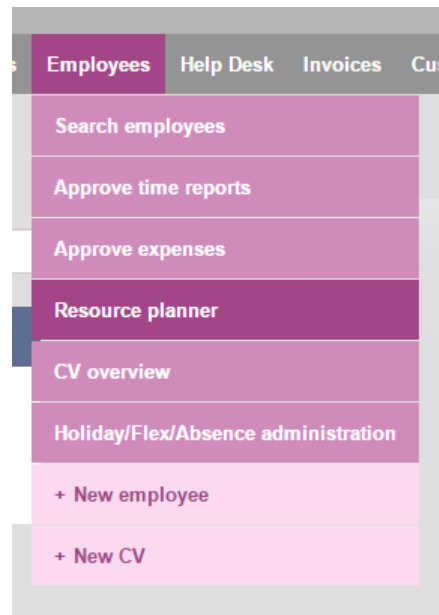 s Employees Help Desk Invoices Cus
Search employees
Approve time reports
Approve expenses
Resource planner
CV overview
Holiday/Flex/Absence administration
+ New employee
+ New CV